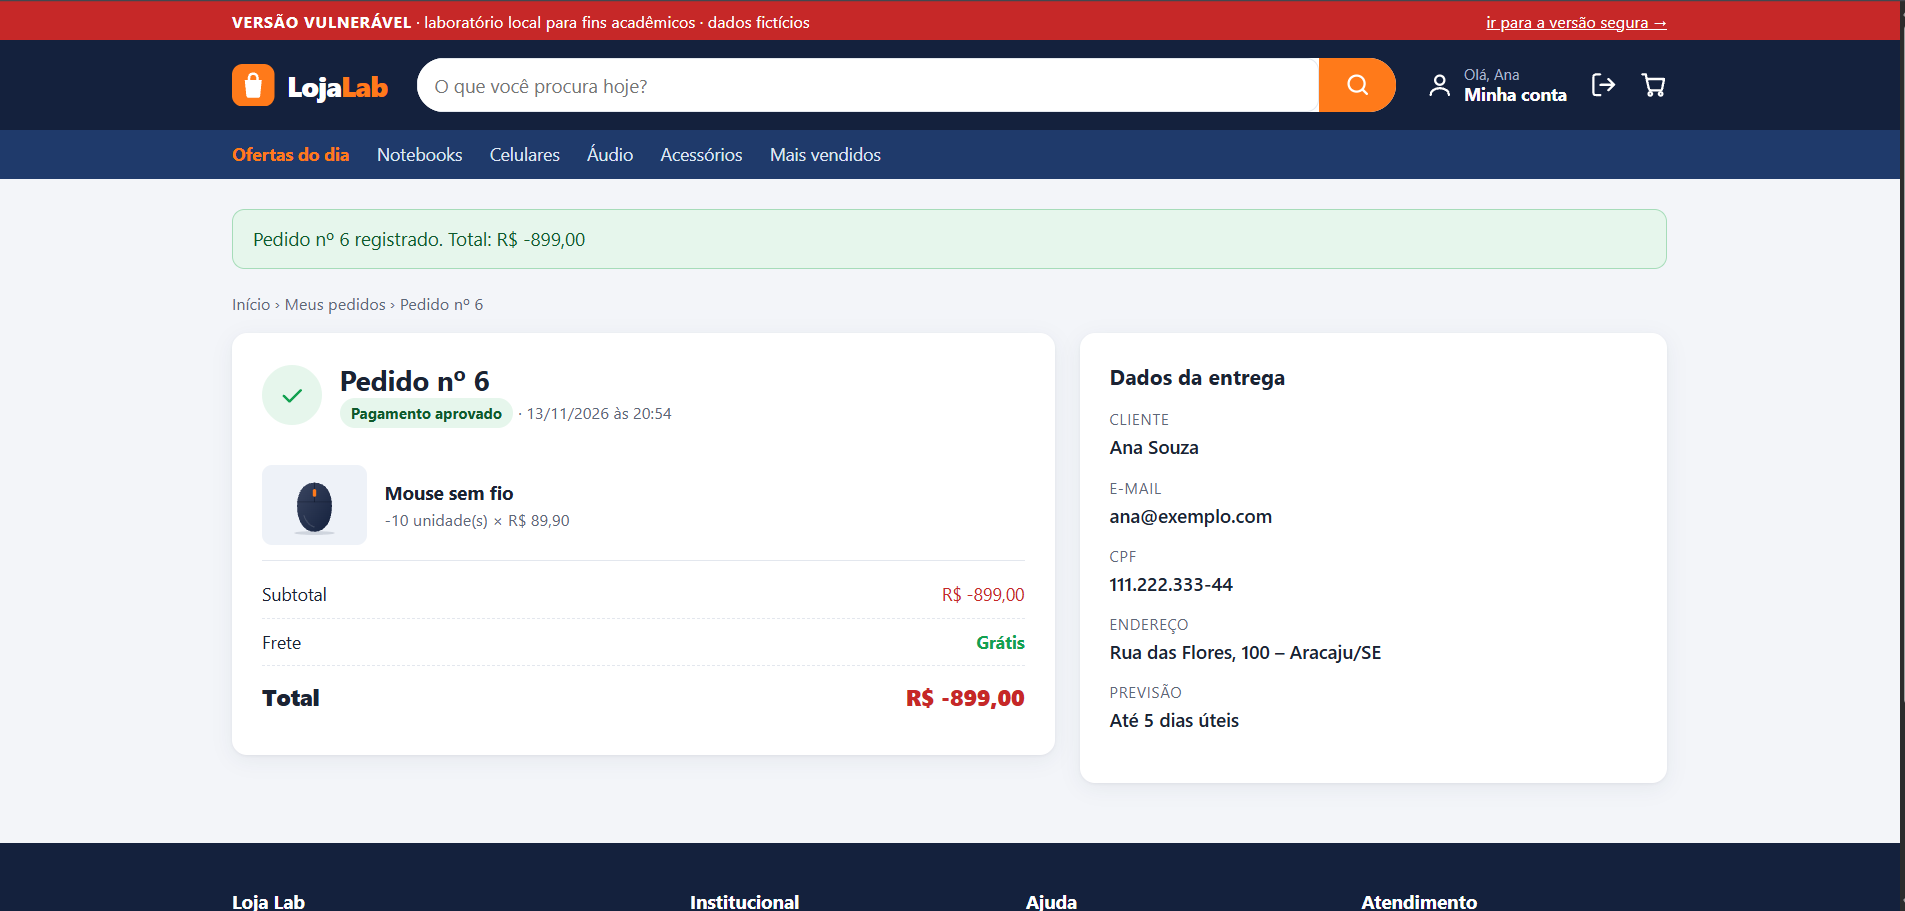 VERSÃO VULNERÁVEL · laboratório local para fins acadêmicos · dados fictícios
ir para a versão segura →
LojaLab
O que você procura hoje?
Olá, Ana
Minha conta
Ofertas do dia
Notebooks
Celulares
Áudio
Acessórios
Mais vendidos
Pedido nº 6 registrado. Total: R$ -899,00
Início › Meus pedidos › Pedido nº 6
Pedido nº 6
Pagamento aprovado · 13/11/2026 às 20:54
Mouse sem fio
-10 unidade(s) × R$ 89,90
Subtotal R$ -899,00
Frete Grátis
Total R$ -899,00
Dados da entrega
CLIENTE
Ana Souza
E-MAIL
ana@exemplo.com
CPF
111.222.333-44
ENDEREÇO
Rua das Flores, 100 – Aracaju/SE
PREVISÃO
Até 5 dias úteis
Loja Lab
Institucional
Ajuda
Atendimento